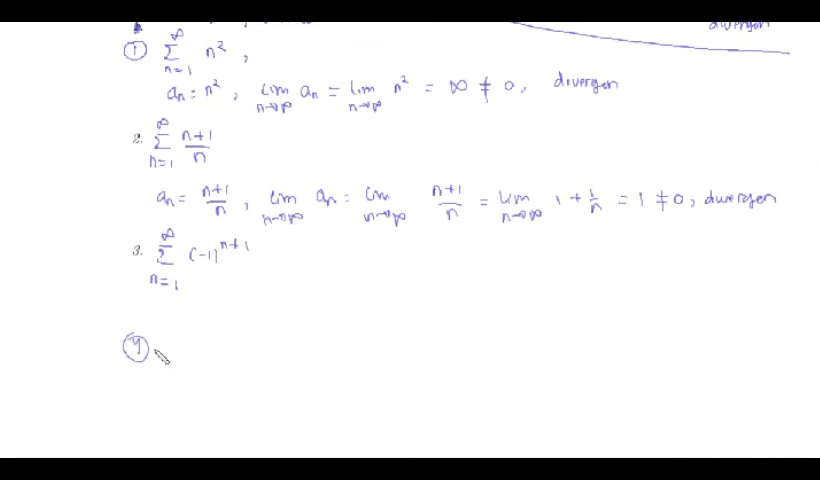 divergen
① ∞ Σ n=1 n²,
aₙ = n², lim n→∞ aₙ = lim n→∞ n² = ∞ ≠ 0, divergen
2. ∞ Σ n=1 (n+1)/n
aₙ = (n+1)/n, lim n→∞ aₙ = lim n→∞ (n+1)/n = lim n→∞ 1 + 1/n = 1 ≠ 0, divergen
3. ∞ Σ n=1 (-1)ⁿ⁺¹